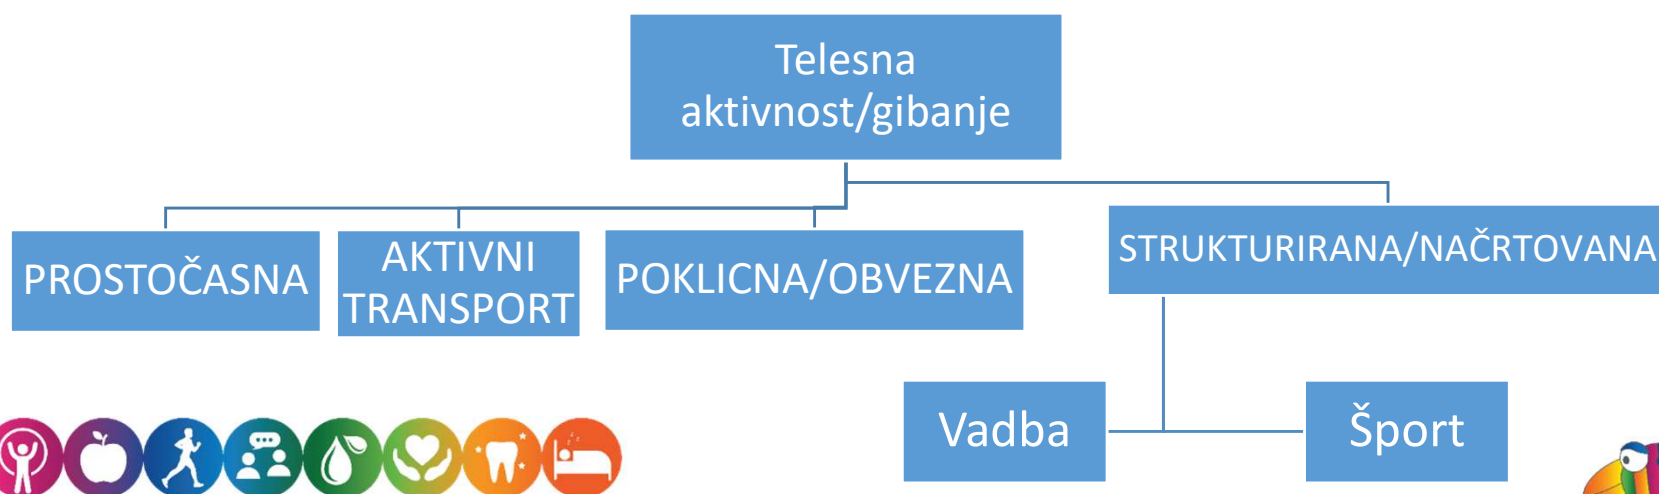 Telesna
aktivnost/gibanje
PROSTOČASNA
AKTIVNI
TRANSPORT
POKLICNA/OBVEZNA
STRUKTURIRANA/NAČRTOVANA
Vadba
Šport